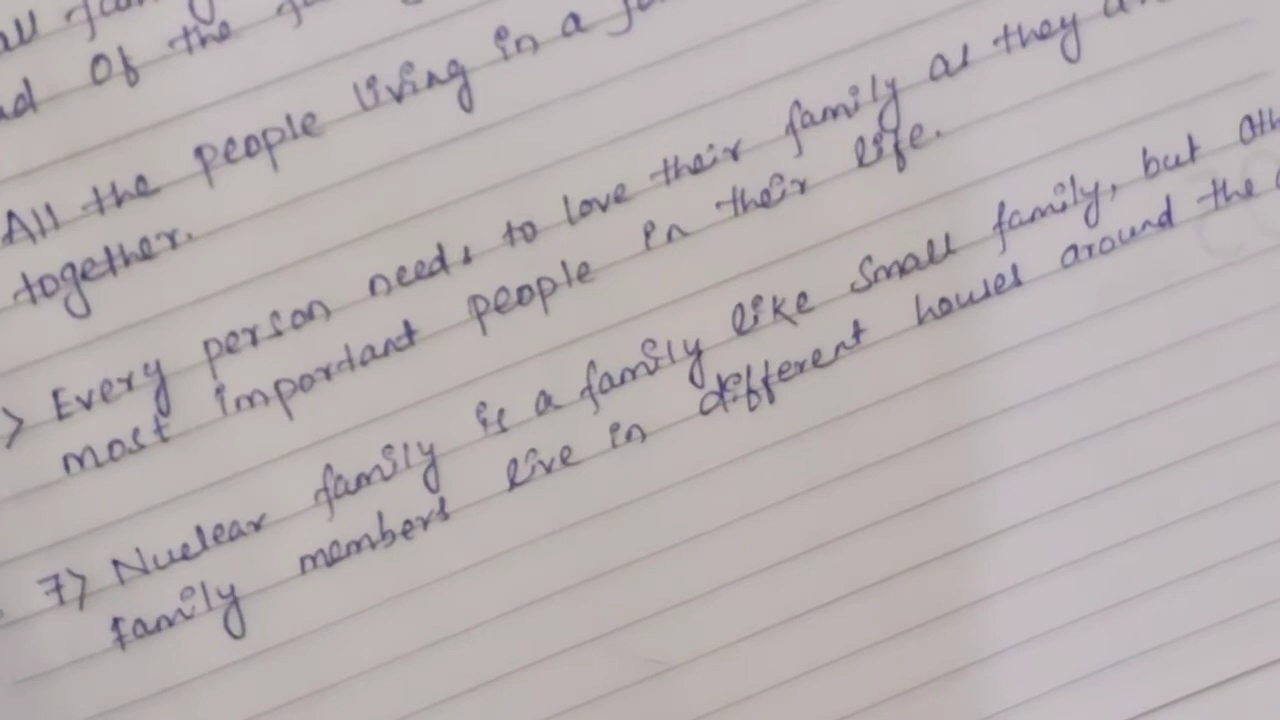 of the
All the people living in a
together.
> Every person needs to love their family as they
most important people in their life.
7> Nuclear family is a family like small family, but
family members live in different houses around the